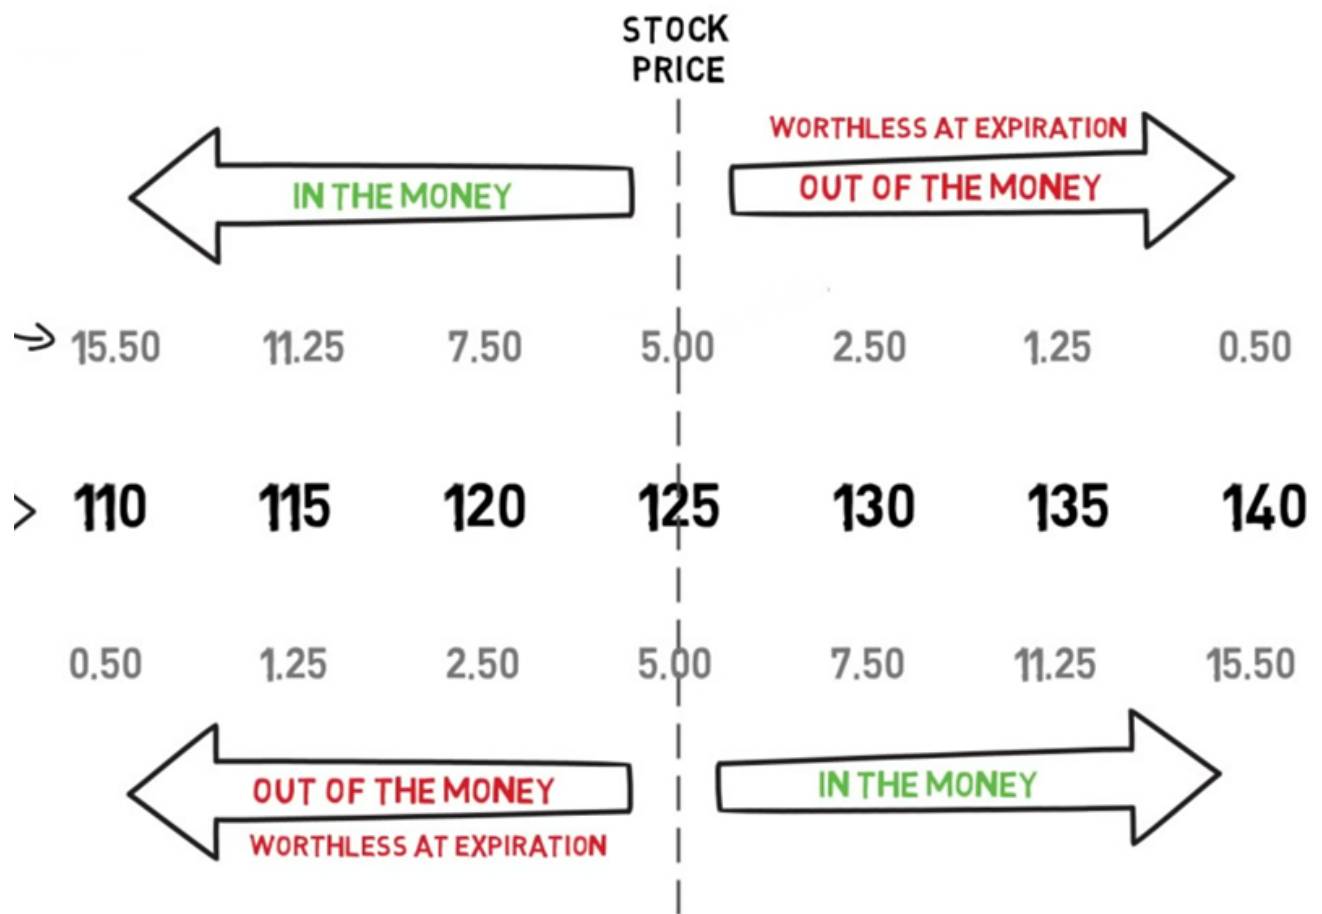 STOCK
PRICE
WORTHLESS AT EXPIRATION
IN THE MONEY
OUT OF THE MONEY
15.50 11.25 7.50 5.00 2.50 1.25 0.50
110 115 120 125 130 135 140
0.50 1.25 2.50 5.00 7.50 11.25 15.50
OUT OF THE MONEY
IN THE MONEY
WORTHLESS AT EXPIRATION